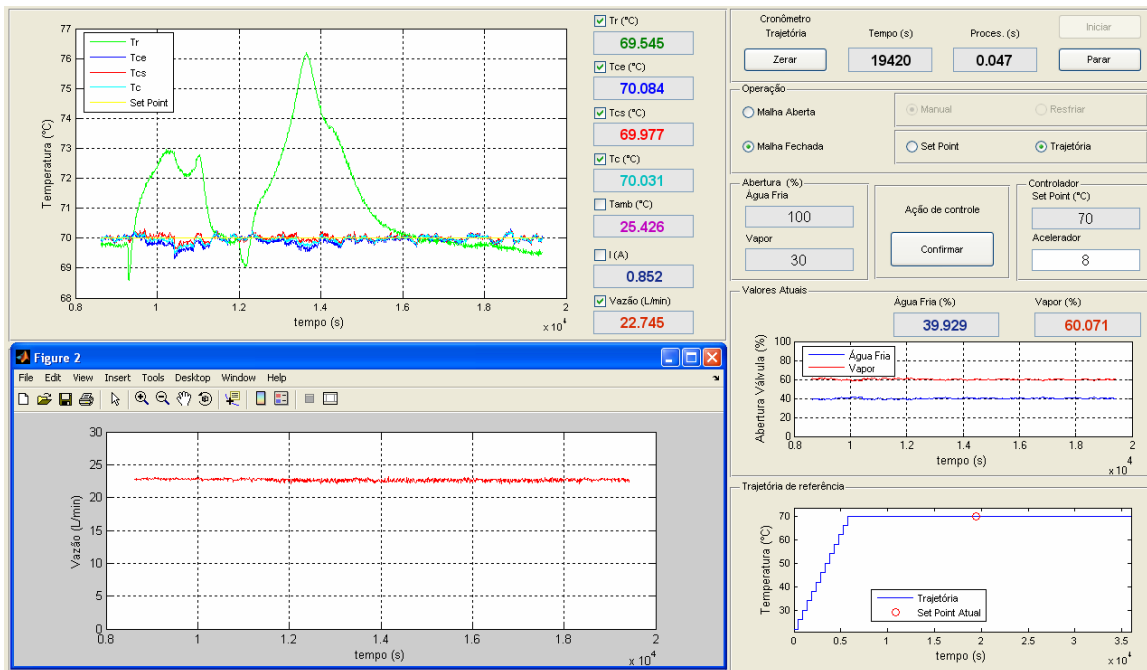 77
76
75
74
73
72
71
70
69
68
Temperatura (°C)
Tr
Tce
Tcs
Tc
Set Point
0.8
1
1.2
1.4
1.6
1.8
2
tempo (s)
x 10⁴
Tr (°C)
69.545
Tce (°C)
70.084
Tcs (°C)
69.977
Tc (°C)
70.031
Tamb (°C)
25.426
I (A)
0.852
Vazão (L/min)
22.745
Cronômetro
Trajetória
Zerar
Tempo (s)
19420
Proces. (s)
0.047
Iniciar
Parar
Operação
Malha Aberta
Manual
Restriar
Malha Fechada
Set Point
Trajetória
Abertura (%)
Água Fria
100
Vapor
30
Ação de controle
Confirmar
Controlador
Set Point (°C)
70
Acelerador
8
Valores Atuais
Água Fria (%)
39.929
Vapor (%)
60.071
Abertura Válvula (%)
100
80
60
40
20
0
Água Fria
Vapor
0.8
1
1.2
1.4
1.6
1.8
2
tempo (s)
x 10⁴
Figure 2
File Edit View Insert Tools Desktop Window Help
30
25
20
15
10
5
0
Vazão (L/min)
0.8
1
1.2
1.4
1.6
1.8
2
tempo (s)
x 10⁴
Trajetória de referência
Temperatura (°C)
70
60
50
40
30
Trajetória
Set Point Atual
0
0.5
1
1.5
2
2.5
3
3.5
tempo (s)
x 10⁴